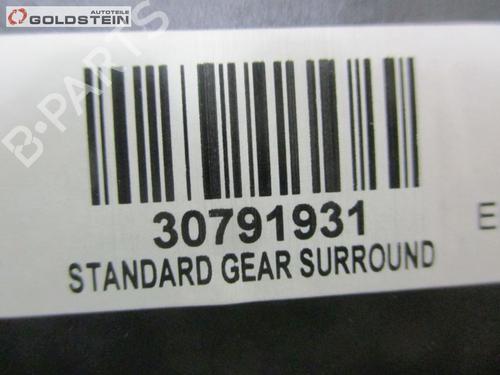 AUTOTEILE
GOLDSTEIN
B-PARTS
30791931
E
STANDARD GEAR SURROUND